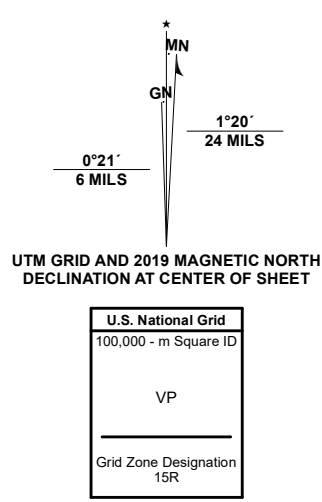 ★
MN
GN
1°20´
24 MILS
0°21´
6 MILS
UTM GRID AND 2019 MAGNETIC NORTH
DECLINATION AT CENTER OF SHEET
U.S. National Grid
100,000 - m Square ID
VP
Grid Zone Designation
15R